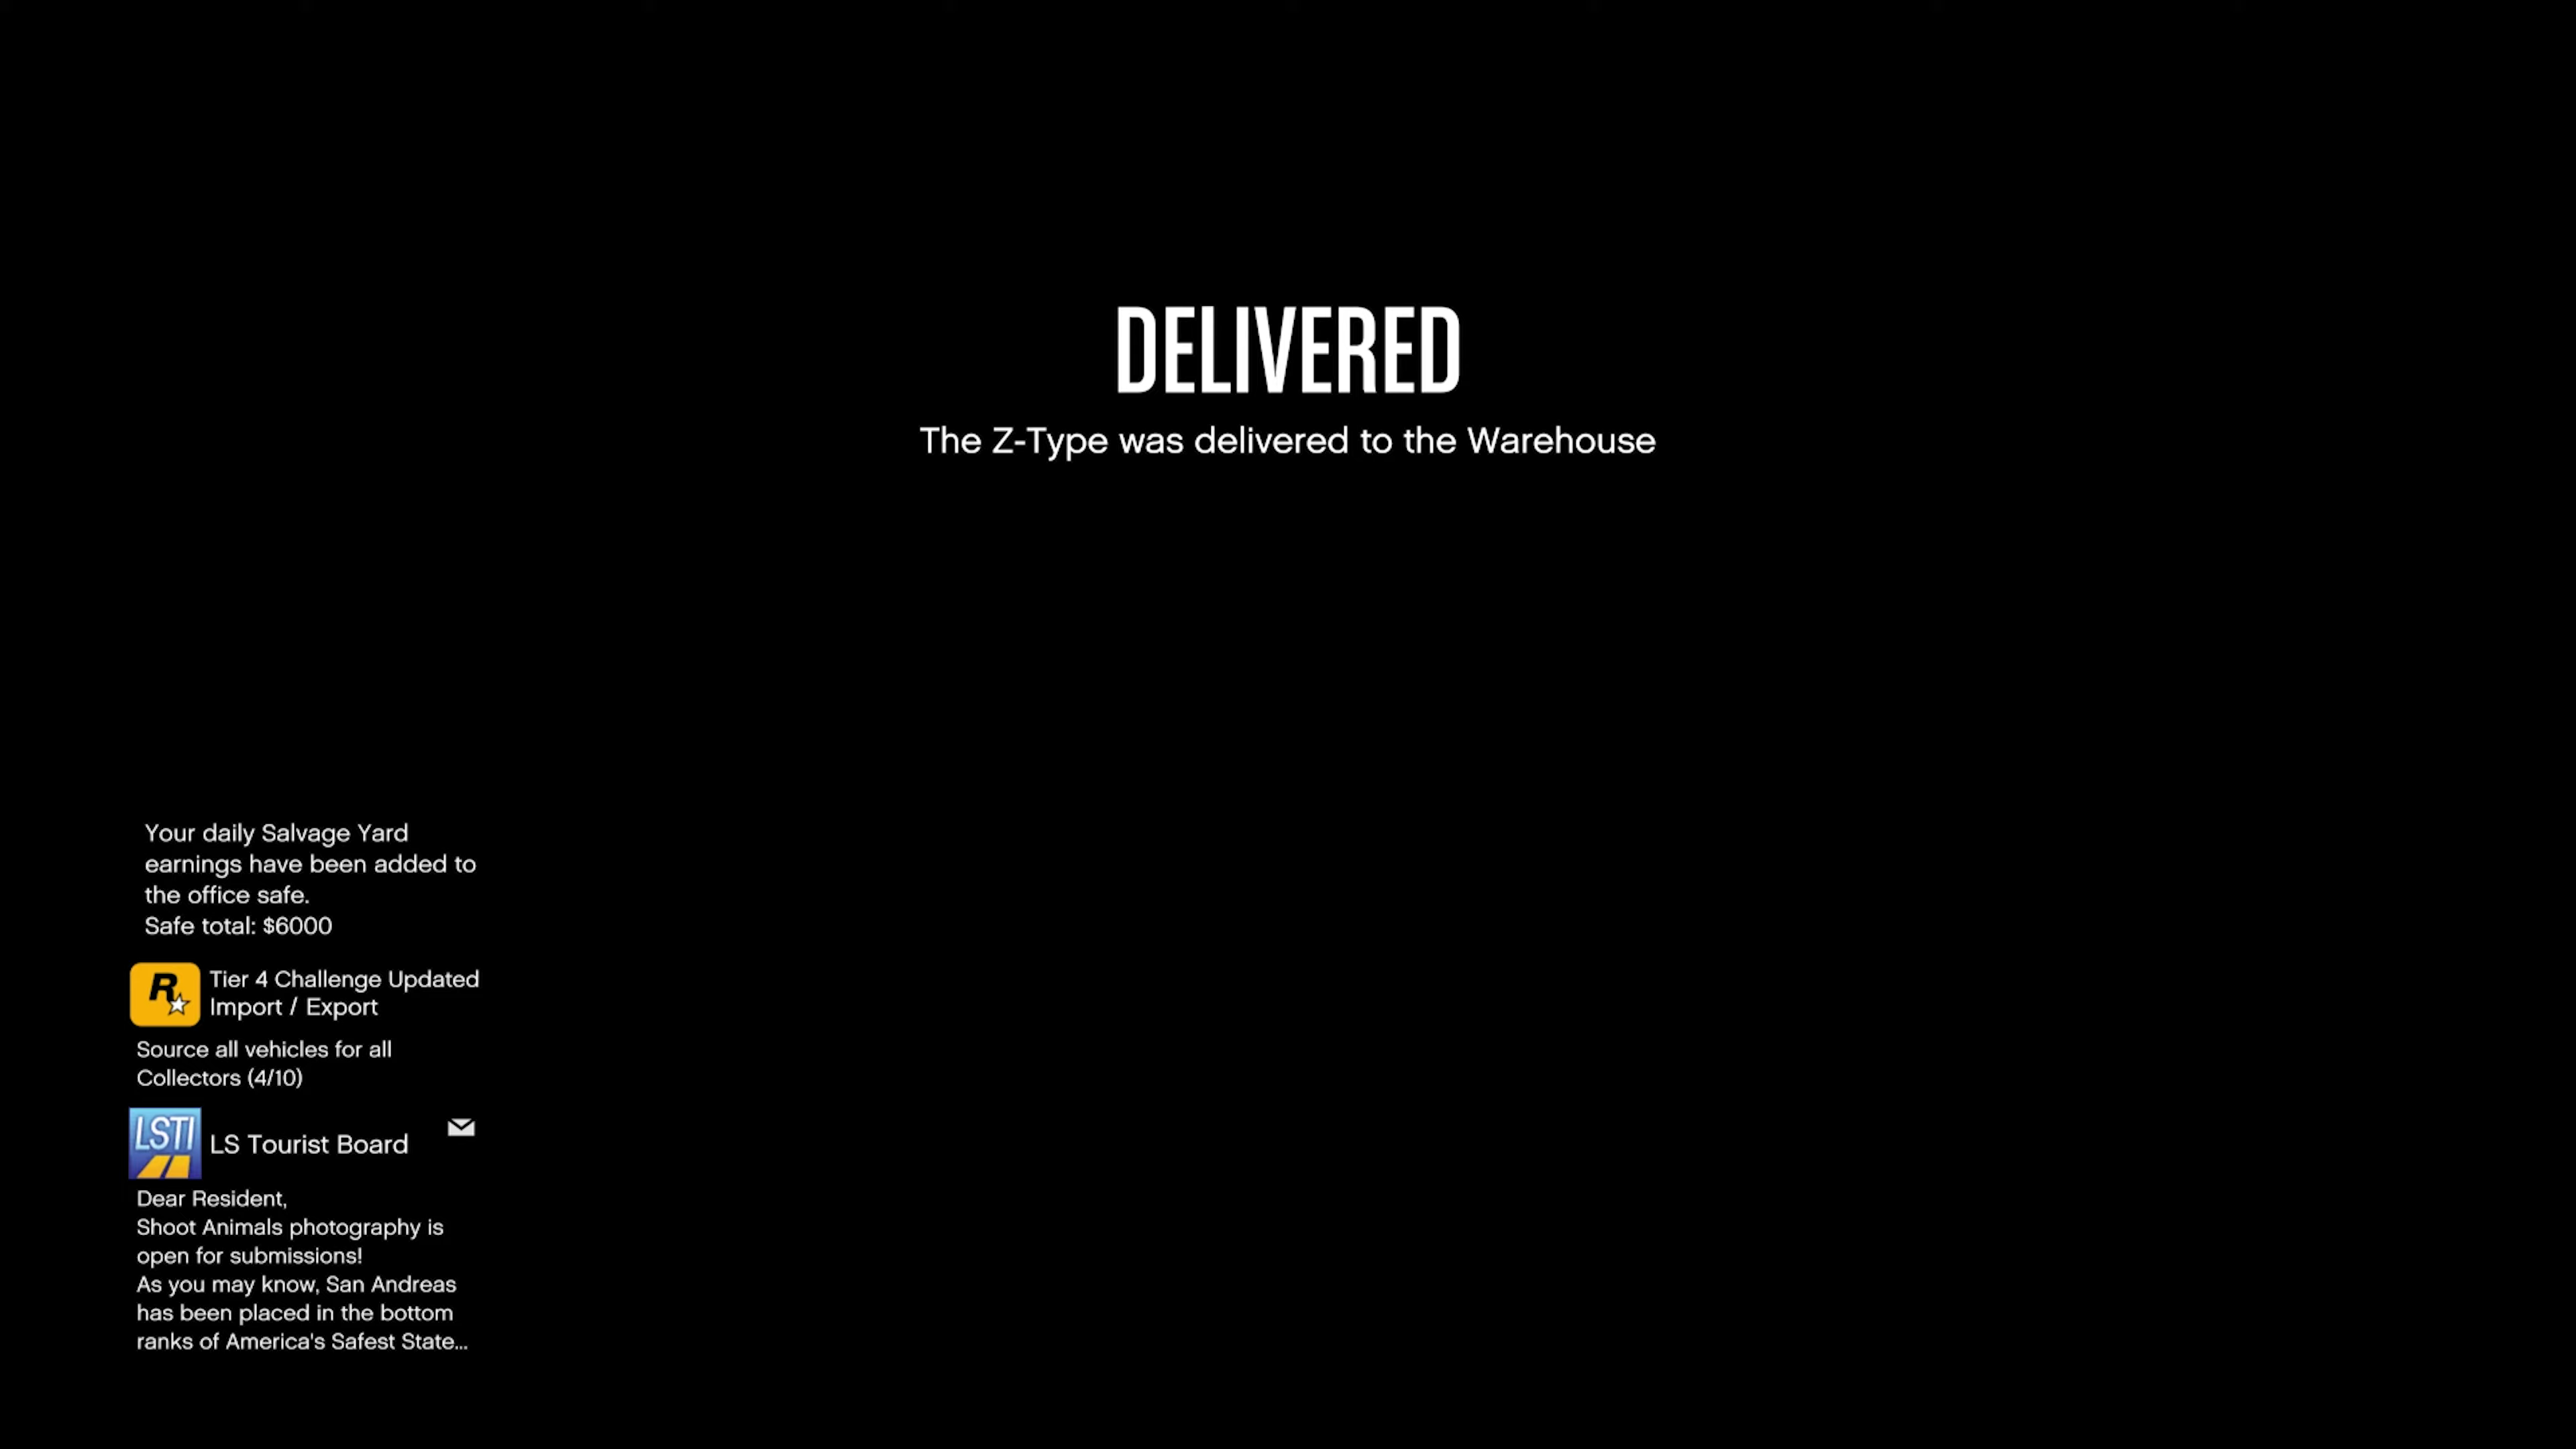 DELIVERED
The Z-Type was delivered to the Warehouse
Your daily Salvage Yard
earnings have been added to
the office safe.
Safe total: $6000
R
Tier 4 Challenge Updated
Import / Export
Source all vehicles for all
Collectors (4/10)
LSTI
LS Tourist Board
Dear Resident,
Shoot Animals photography is
open for submissions!
As you may know, San Andreas
has been placed in the bottom
ranks of America's Safest State...